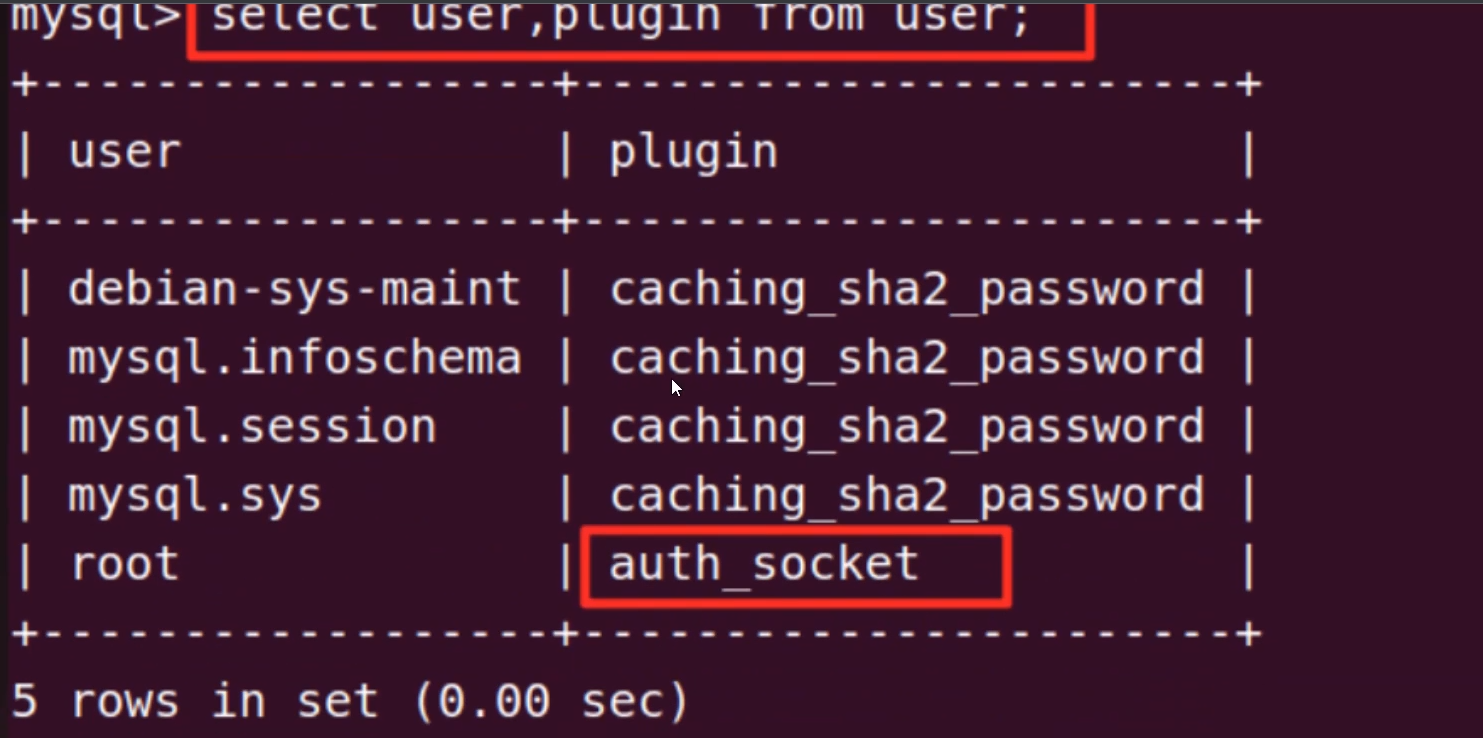 mysql> select user,plugin from user;
+------------------+-----------------------+
| user             | plugin                |
+------------------+-----------------------+
| debian-sys-maint | caching_sha2_password |
| mysql.infoschema | caching_sha2_password |
| mysql.session    | caching_sha2_password |
| mysql.sys        | caching_sha2_password |
| root             | auth_socket           |
+------------------+-----------------------+
5 rows in set (0.00 sec)